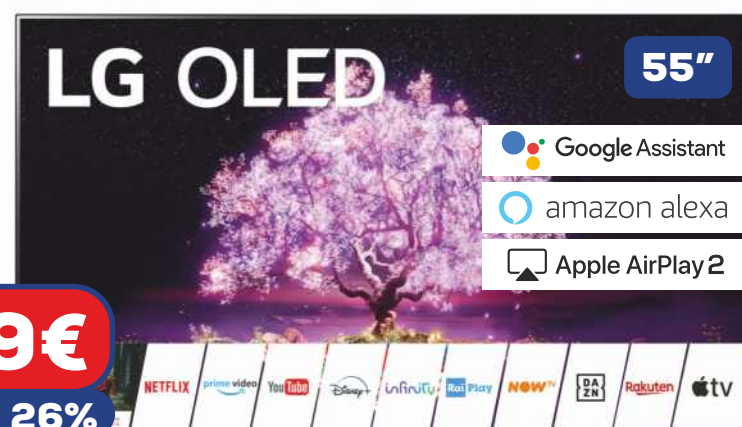 LG OLED
55"
Google Assistant
amazon alexa
Apple AirPlay 2
9€
26%
NETFLIX prime video YouTube Disney+ infinity Rai Play NOW TV DAZN Rakuten tv